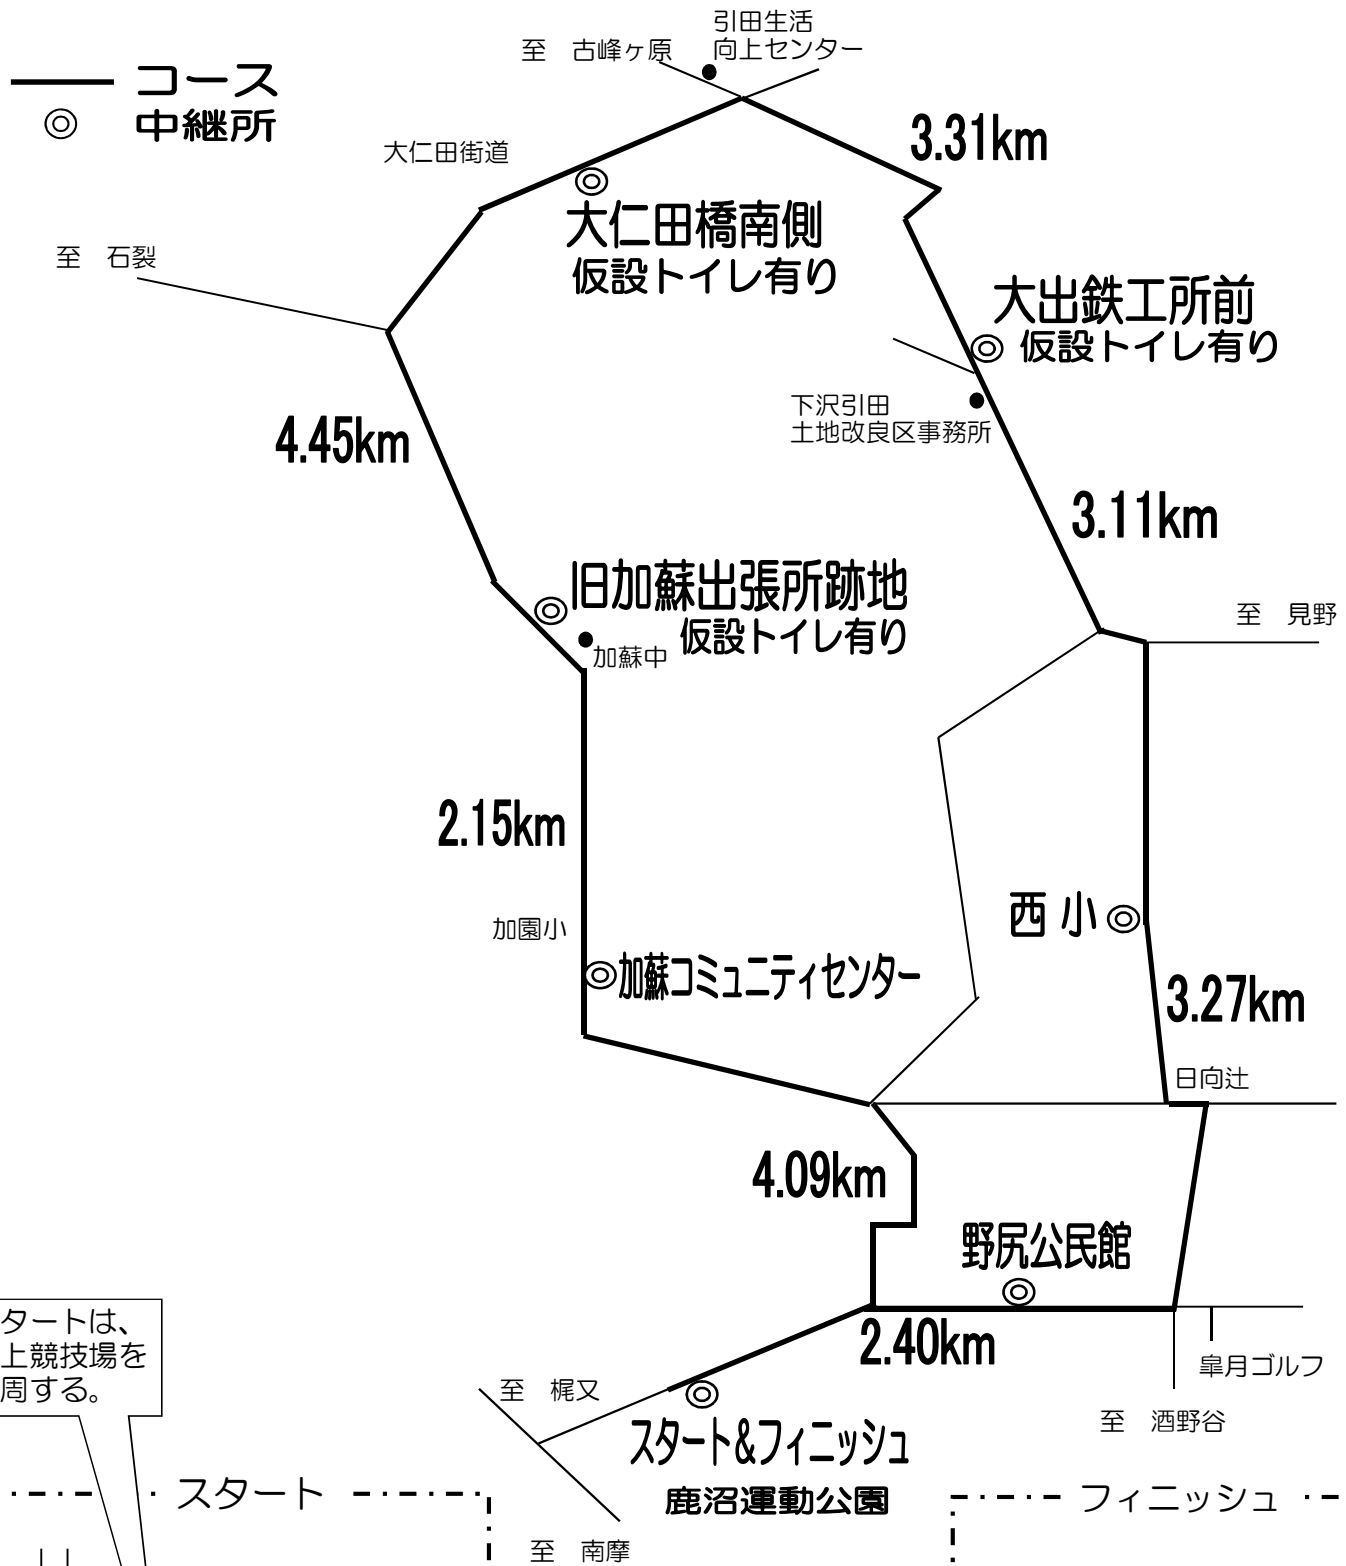 引田生活
至 古峰ヶ原 向上センター
コース
中継所
大仁田街道
3.31km
大仁田橋南側
仮設トイレ有り
至 石裂
大出鉄工所前
仮設トイレ有り
下沢引田
土地改良区事務所
4.45km
3.11km
旧加蘇出張所跡地
仮設トイレ有り
加蘇中
至 見野
2.15km
西 小
加園小
加蘇コミュニティセンター
3.27km
日向辻
4.09km
野尻公民館
2.40km
皐月ゴルフ
タートは、
上競技場を
周する。
至 梶又
至 酒野谷
スタート&フィニッシュ
鹿沼運動公園
スタート
フィニッシュ
至 南摩